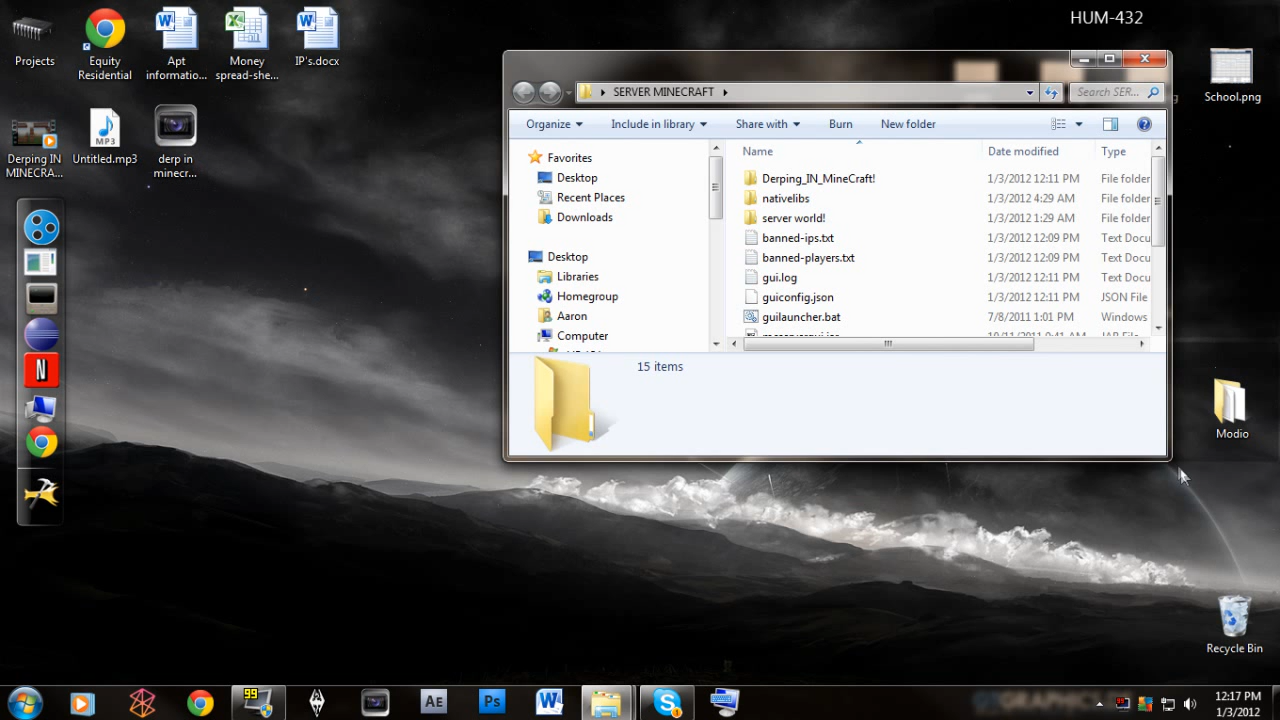 HUM-432
Projects
Equity
Residential
Apt
informatio...
Money
spread-she...
IP's.docx
School.png
Derping IN
MINECRA...
Untitled.mp3
derp in
minecr...
SERVER MINECRAFT
Search SER...
Organize
Include in library
Share with
Burn
New folder
Favorites
Desktop
Recent Places
Downloads
Desktop
Libraries
Homegroup
Aaron
Computer
Name Date modified Type
Derping_IN_MineCraft! 1/3/2012 12:11 PM File folder
nativelibs 1/3/2012 4:29 AM File folder
server world! 1/3/2012 1:29 AM File folder
banned-ips.txt 1/3/2012 12:09 PM Text Docu
banned-players.txt 1/3/2012 12:09 PM Text Docu
gui.log 1/3/2012 12:11 PM Text Docu
guiconfig.json 1/3/2012 12:11 PM JSON File
guilauncher.bat 7/8/2011 1:01 PM Windows
15 items
N
Modio
Recycle Bin
99
AE
Ps
W
S
1
12:17 PM
1/3/2012